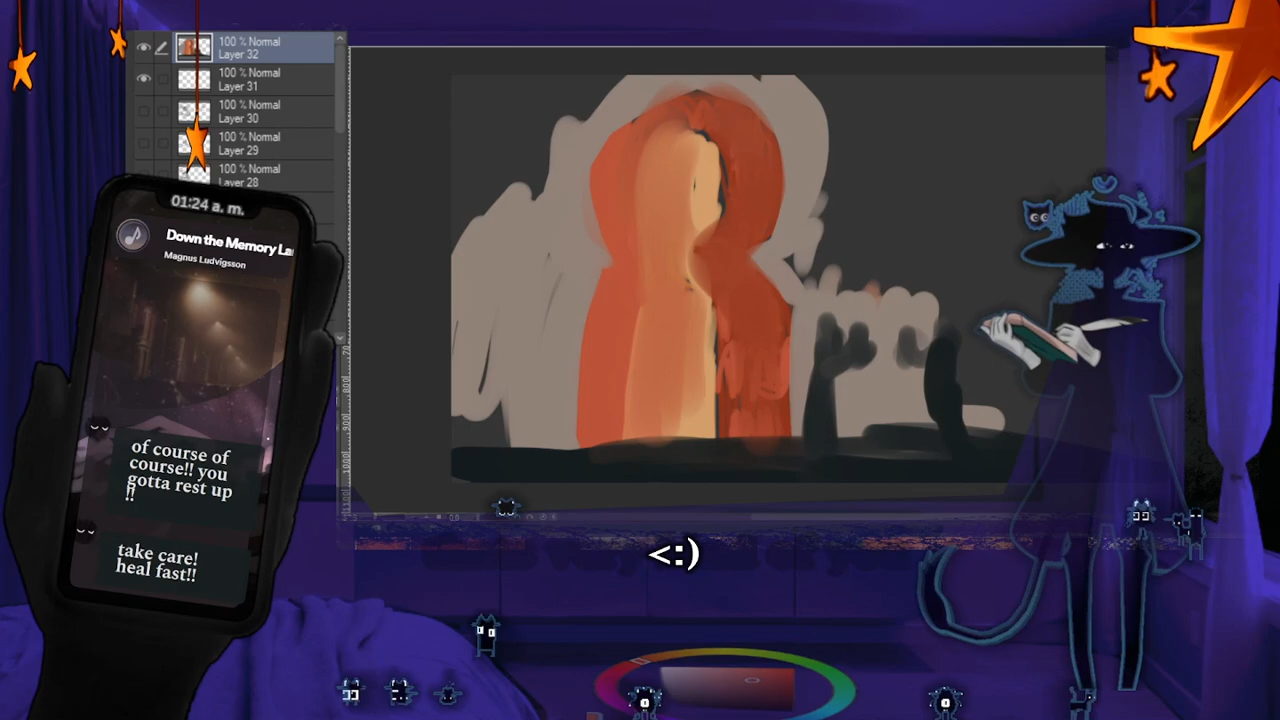 100 % Normal
Layer 32
100 % Normal
Layer 31
100 % Normal
Layer 30
100 % Normal
Layer 29
100 % Normal
Layer 28
01:24 a. m.
Down the Memory La
Magnus Ludvigsson
of course of
course!! you
gotta rest up
!!
take care!
heal fast!!
<:)